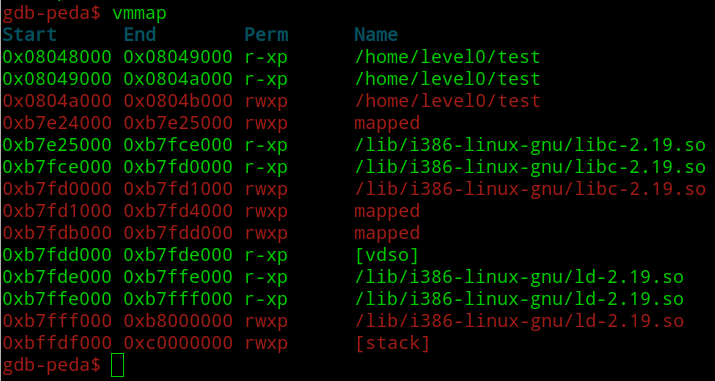 gdb-peda$ vmmap
Start      End        Perm      Name
0x08048000 0x08049000 r-xp      /home/level0/test
0x08049000 0x0804a000 r-xp      /home/level0/test
0x0804a000 0x0804b000 rwxp      /home/level0/test
0xb7e24000 0xb7e25000 rwxp      mapped
0xb7e25000 0xb7fce000 r-xp      /lib/i386-linux-gnu/libc-2.19.so
0xb7fce000 0xb7fd0000 r-xp      /lib/i386-linux-gnu/libc-2.19.so
0xb7fd0000 0xb7fd1000 rwxp      /lib/i386-linux-gnu/libc-2.19.so
0xb7fd1000 0xb7fd4000 rwxp      mapped
0xb7fdb000 0xb7fdd000 rwxp      mapped
0xb7fdd000 0xb7fde000 r-xp      [vdso]
0xb7fde000 0xb7ffe000 r-xp      /lib/i386-linux-gnu/ld-2.19.so
0xb7ffe000 0xb7fff000 r-xp      /lib/i386-linux-gnu/ld-2.19.so
0xb7fff000 0xb8000000 rwxp      /lib/i386-linux-gnu/ld-2.19.so
0xbffdf000 0xc0000000 rwxp      [stack]
gdb-peda$